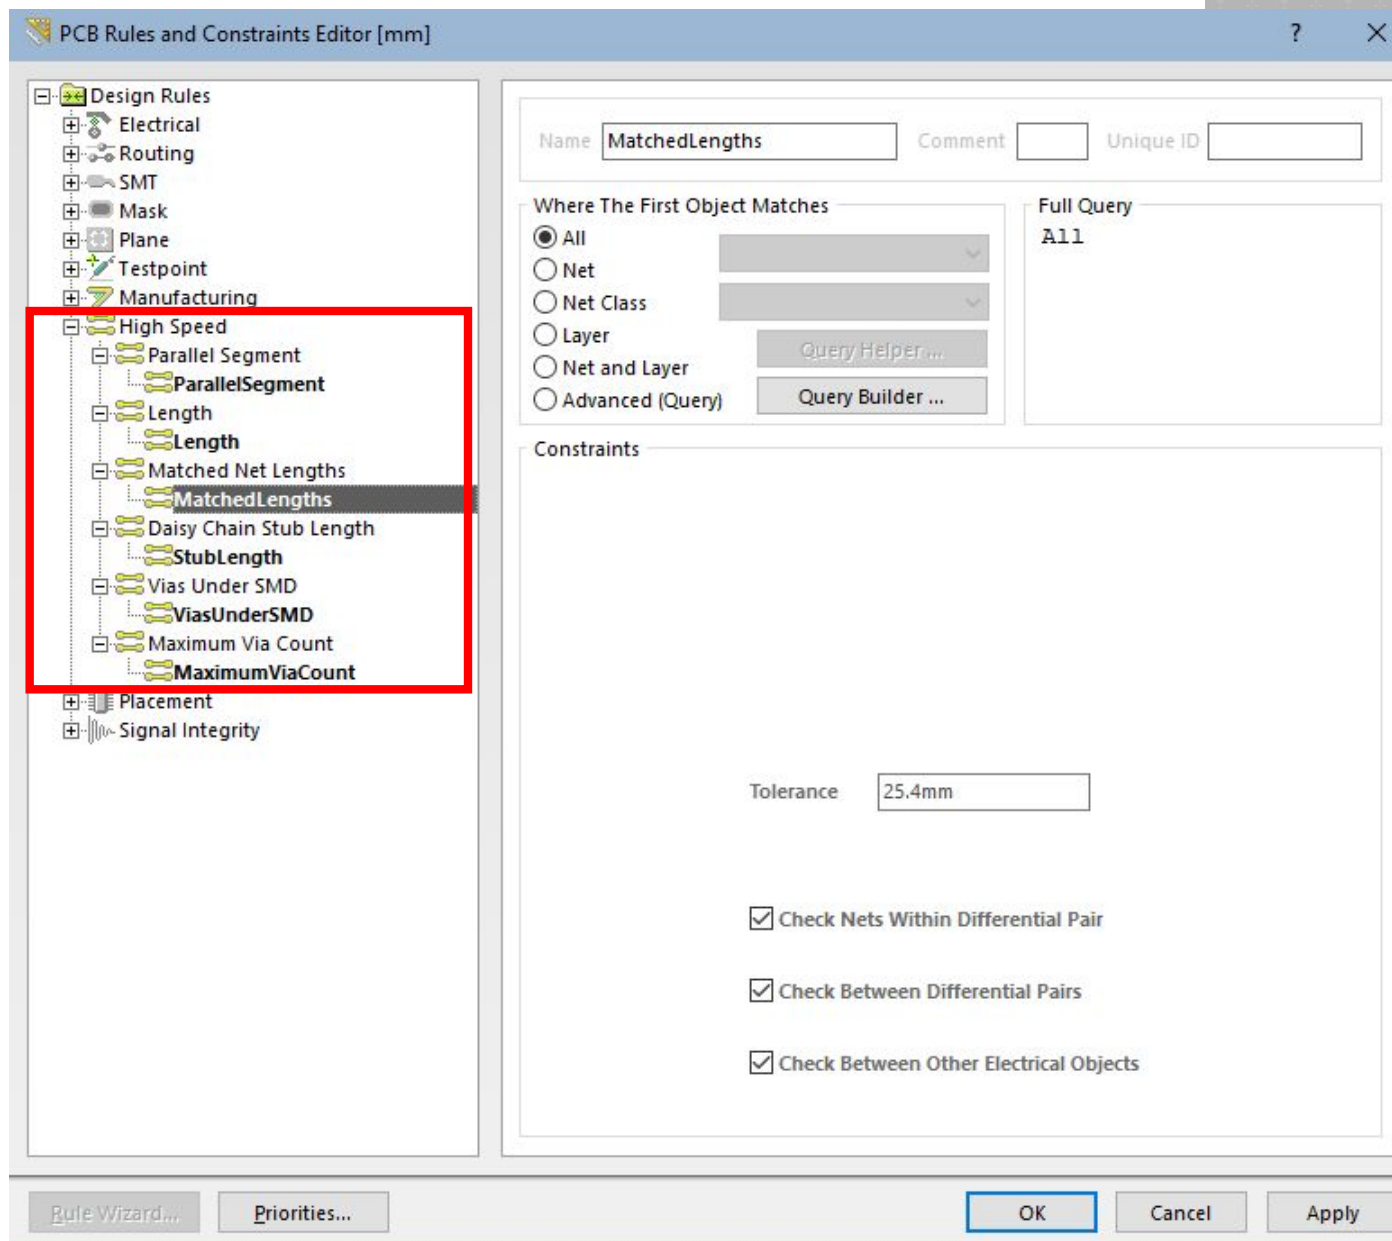 PCB Rules and Constraints Editor [mm]
?
Design Rules
Electrical
Routing
SMT
Mask
Plane
Testpoint
Manufacturing
High Speed
Parallel Segment
ParallelSegment
Length
Length
Matched Net Lengths
MatchedLengths
Daisy Chain Stub Length
StubLength
Vias Under SMD
ViasUnderSMD
Maximum Via Count
MaximumViaCount
Placement
Signal Integrity
Name MatchedLengths Comment Unique ID
Where The First Object Matches
All
Net
Net Class
Layer
Net and Layer
Advanced (Query)
Query Helper ...
Query Builder ...
Full Query
All
Constraints
Tolerance 25.4mm
Check Nets Within Differential Pair
Check Between Differential Pairs
Check Between Other Electrical Objects
Rule Wizard... Priorities... OK Cancel Apply